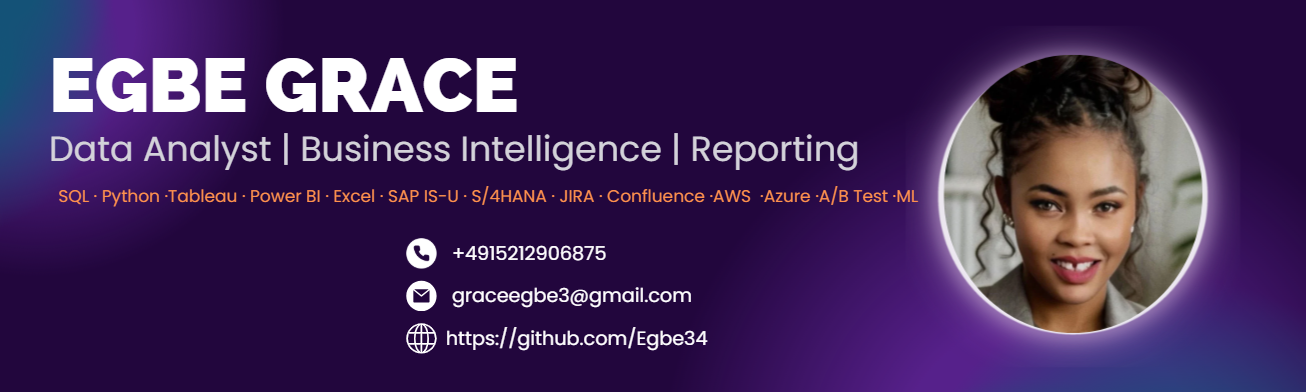 EGBE GRACE
Data Analyst | Business Intelligence | Reporting
SQL · Python ·Tableau · Power BI · Excel · SAP IS-U · S/4HANA · JIRA · Confluence ·AWS  ·Azure ·A/B Test ·ML
+4915212906875
graceegbe3@gmail.com
https://github.com/Egbe34